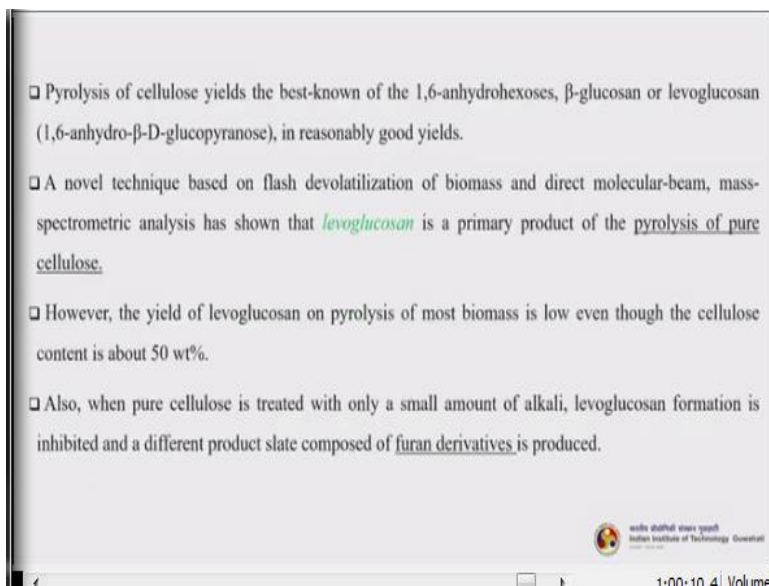 ❑ Pyrolysis of cellulose yields the best-known of the 1,6-anhydrohexoses, β-glucosan or levoglucosan
(1,6-anhydro-β-D-glucopyranose), in reasonably good yields.
❑ A novel technique based on flash devolatilization of biomass and direct molecular-beam, mass-
spectrometric analysis has shown that levoglucosan is a primary product of the pyrolysis of pure
cellulose.
❑ However, the yield of levoglucosan on pyrolysis of most biomass is low even though the cellulose
content is about 50 wt%.
❑ Also, when pure cellulose is treated with only a small amount of alkali, levoglucosan formation is
inhibited and a different product slate composed of furan derivatives is produced.
Indian Institute of Technology Guwahati
1:00:10.4 Volume